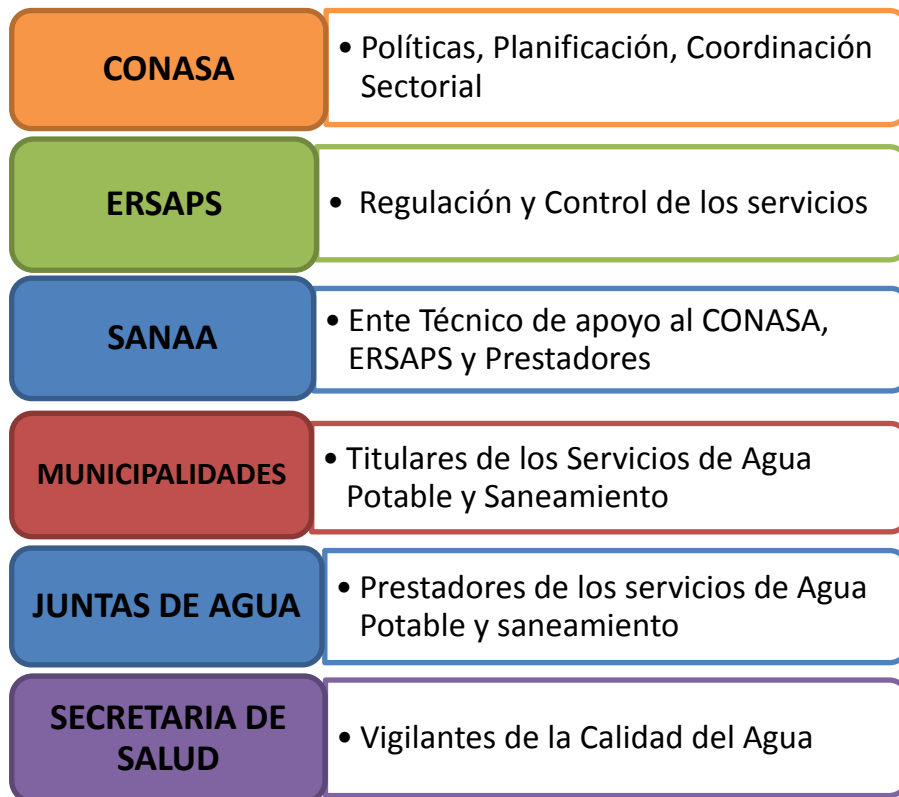 CONASA
• Políticas, Planificación, Coordinación
Sectorial
ERSAPS
• Regulación y Control de los servicios
SANAA
• Ente Técnico de apoyo al CONASA,
ERSAPS y Prestadores
MUNICIPALIDADES
• Titulares de los Servicios de Agua
Potable y Saneamiento
JUNTAS DE AGUA
• Prestadores de los servicios de Agua
Potable y saneamiento
SECRETARIA DE
SALUD
• Vigilantes de la Calidad del Agua